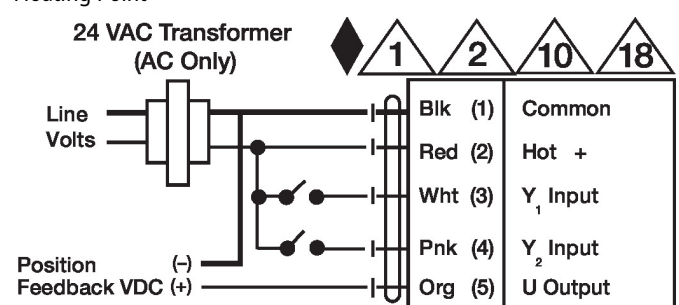 Heating Point
24 VAC Transformer
(AC Only)
1 2 10 18
Line
Volts
Blk (1) Common
Red (2) Hot +
Wht (3) Y1 Input
Pnk (4) Y2 Input
Position (-)
Feedback VDC (+)
Org (5) U Output